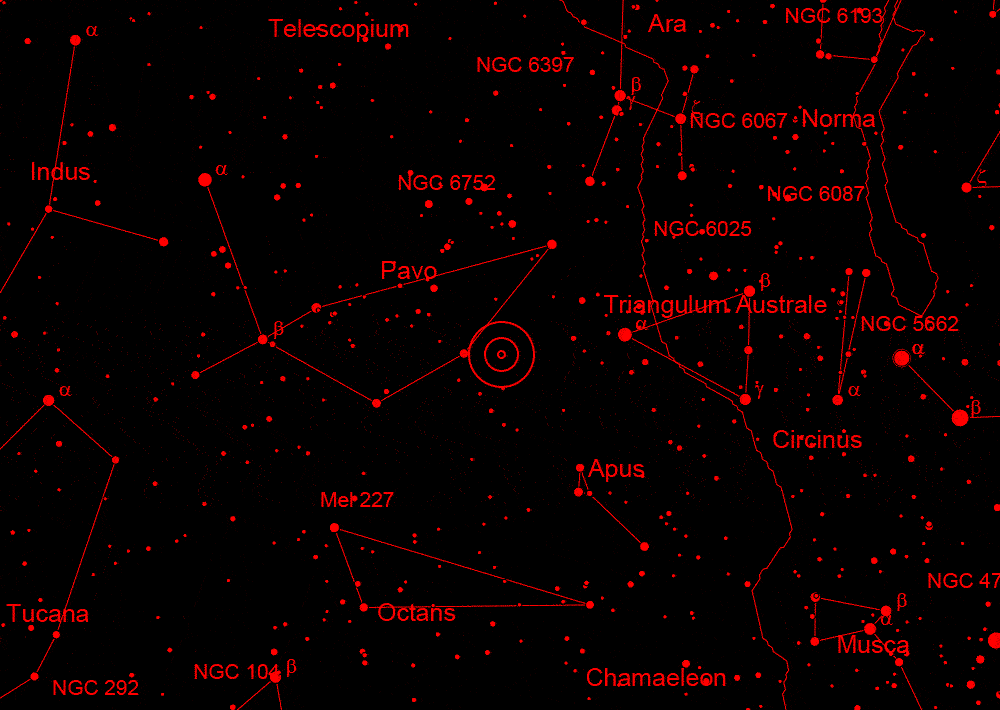 Telescopium
Ara
NGC 6193
α
NGC 6397
β
γ
ζ
NGC 6067
Norma
Indus
α
NGC 6752
NGC 6087
ζ
NGC 6025
Pavo
β
β
Triangulum Australe
α
NGC 5662
α
α
γ
α
β
Circinus
Apus
Mel 227
NGC 47
Tucana
Octans
β
α
Musca
NGC 104
β
NGC 292
Chamaeleon